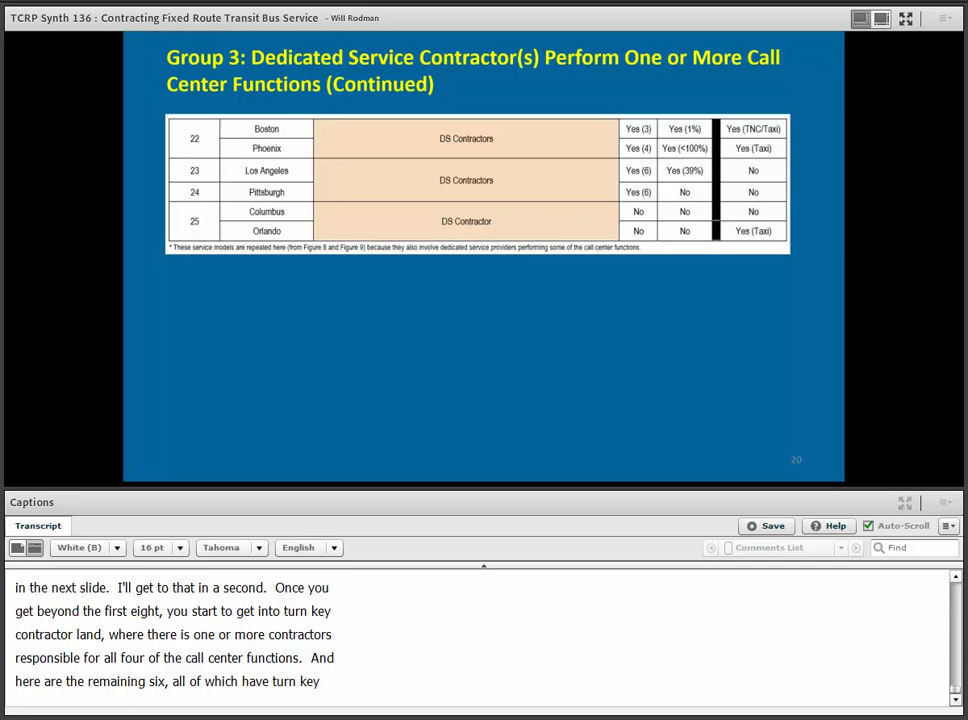 TCRP Synth 136 : Contracting Fixed Route Transit Bus Service - Will Rodman
Group 3: Dedicated Service Contractor(s) Perform One or More Call
Center Functions (Continued)
22 Boston DS Contractors Yes (3) Yes (1%) Yes (TNC/Taxi)
Phoenix Yes (4) Yes (<100%) Yes (Taxi)
23 Los Angeles DS Contractors Yes (6) Yes (39%) No
24 Pittsburgh Yes (6) No No
25 Columbus DS Contractor No No No
Orlando No No Yes (Taxi)
* These service models are repeated here (from Figure 8 and Figure 9) because they also involve dedicated service providers performing some of the call center functions.
20
Captions
Transcript Save Help Auto-Scroll
White (B) 16 pt Tahoma English Comments List Find
in the next slide. I'll get to that in a second. Once you
get beyond the first eight, you start to get into turn key
contractor land, where there is one or more contractors
responsible for all four of the call center functions. And
here are the remaining six, all of which have turn key